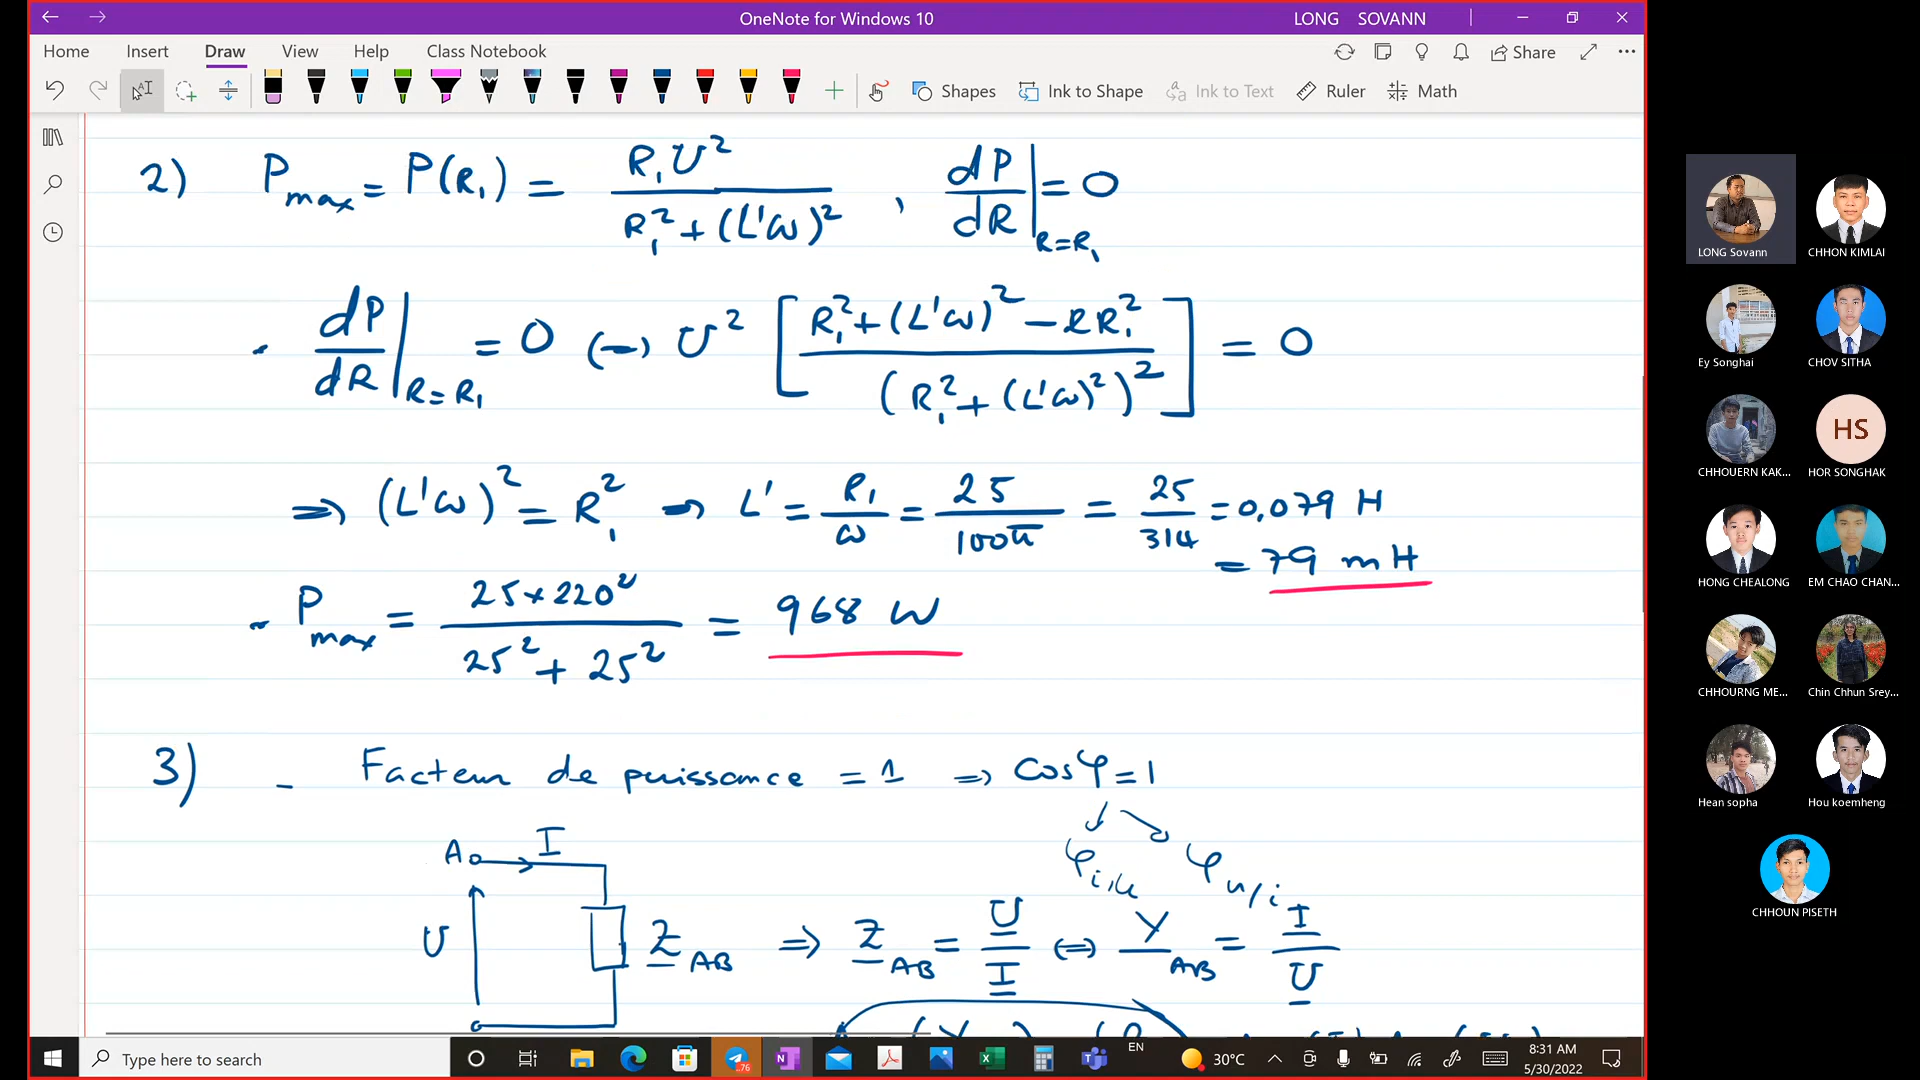 OneNote for Windows 10
LONG SOVANN
Home Insert Draw View Help Class Notebook
Share
Shapes Ink to Shape Ink to Text Ruler Math
2) Pmax = P(R₁) = R₁U² / (R₁² + (L'ω)²) , dP/dR |R=R₁ = 0
- dP/dR |R=R₁ = 0 (→) U² [ (R₁² + (L'ω)² - 2R₁²) / (R₁² + (L'ω)²)² ] = 0
⇒ (L'ω)² = R₁² → L' = R₁/ω = 25/100π = 25/314 = 0,079 H
= 79 mH
- Pmax = 25×220² / (25² + 25²) = 968 W
3) - Facteur de puissance = 1 ⇒ cosφ = 1
φi/u φu/i
A I
U Z AB ⇒ Z AB = U/I ⇔ Y AB = I/U
LONG Sovann
CHHON KIMLAI
Ey Songhai
CHOV SITHA
CHHOUERN KAK...
HS
HOR SONGHAK
HONG CHEALONG
EM CHAO CHAN...
CHHOURNG ME...
Chin Chhun Srey...
Hean sopha
Hou koemheng
CHHOUN PISETH
Type here to search
76
EN
30°C
8:31 AM
5/30/2022